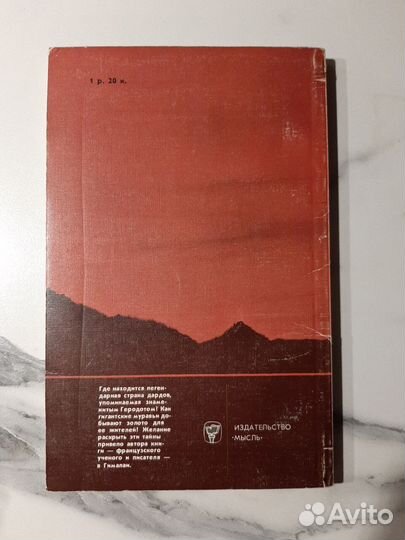 1 р. 20 к.
Где находится леген-
дарная страна дардов,
упоминаемая знаме-
нитым Геродотом? Как
гигантские муравьи до-
бывают золото для
ее жителей? Желание
раскрыть эти тайны
привело автора кни-
ги — французского
ученого и писателя —
в Гималаи.
ИЗДАТЕЛЬСТВО
«МЫСЛЬ»
Avito